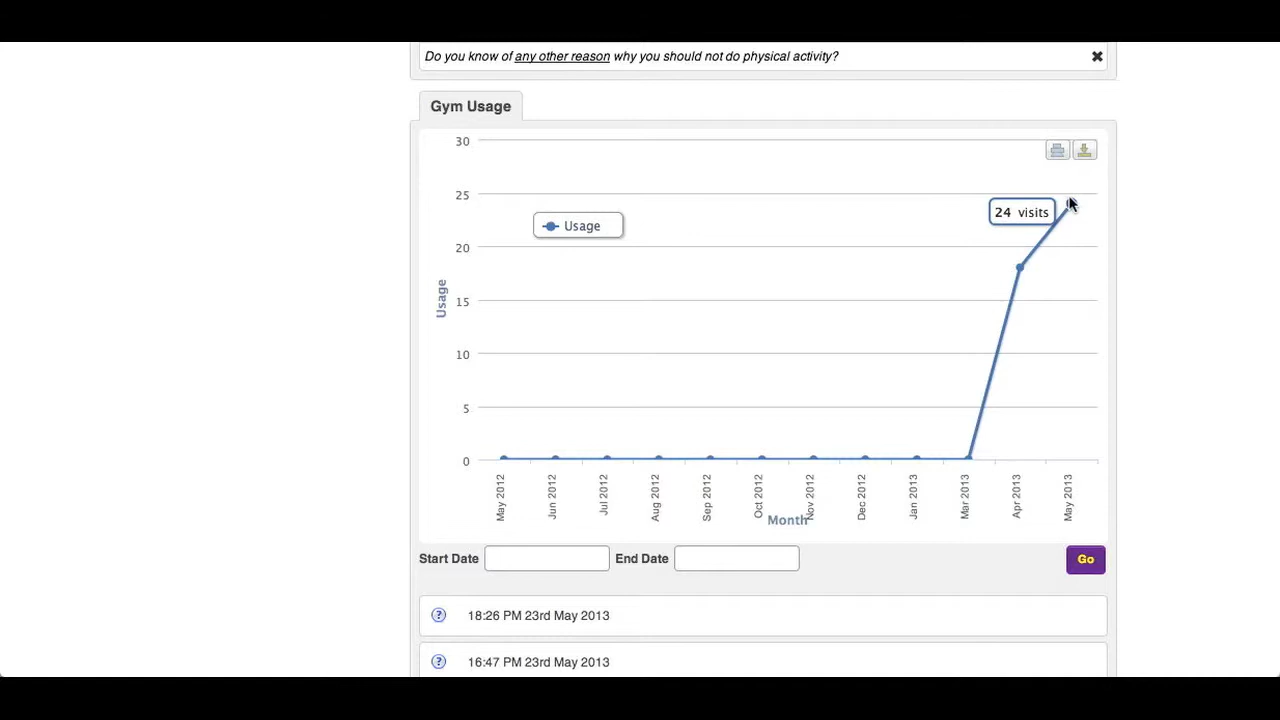 Do you know of any other reason why you should not do physical activity?
Gym Usage
30
25
20
15
10
5
0
Usage
Usage
24 visits
May 2012
Jun 2012
Jul 2012
Aug 2012
Sep 2012
Oct 2012
Nov 2012
Dec 2012
Jan 2013
Mar 2013
Apr 2013
May 2013
Month
Start Date End Date Go
? 18:26 PM 23rd May 2013
? 16:47 PM 23rd May 2013